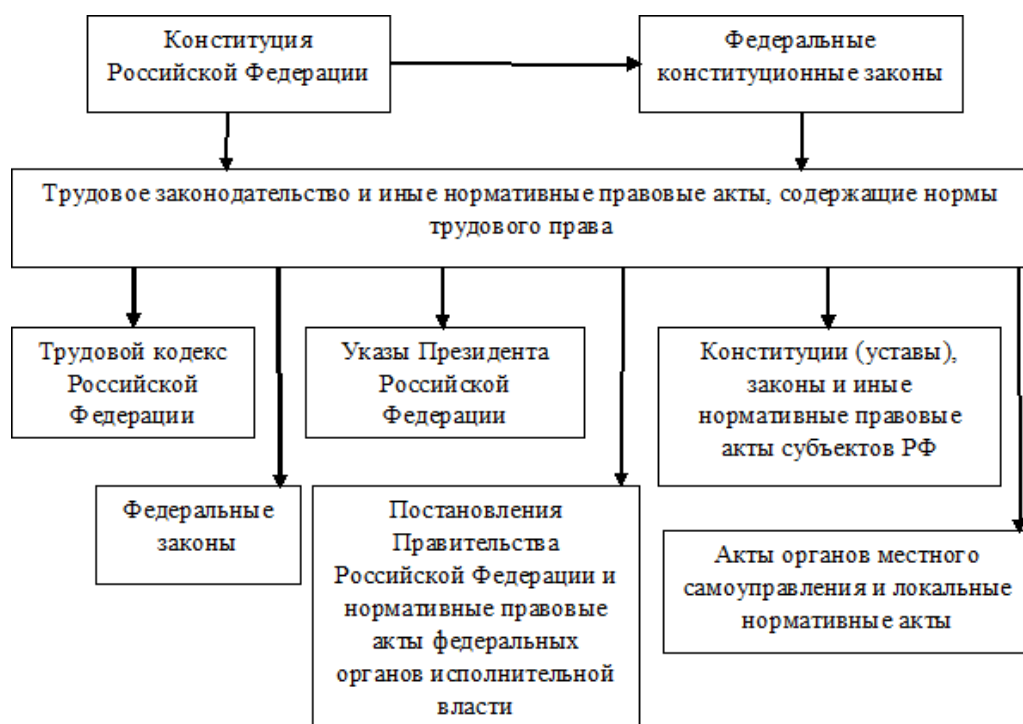 Конституция
Российской Федерации
Федеральные
конституционные законы
Трудовое законодательство и иные нормативные правовые акты, содержащие нормы
трудового права
Трудовой кодекс
Российской
Федерации
Указы Президента
Российской
Федерации
Конституции (уставы),
законы и иные
нормативные правовые
акты субъектов РФ
Федеральные
законы
Постановления
Правительства
Российской Федерации и
нормативные правовые
акты федеральных
органов исполнительной
власти
Акты органов местного
самоуправления и локальные
нормативные акты